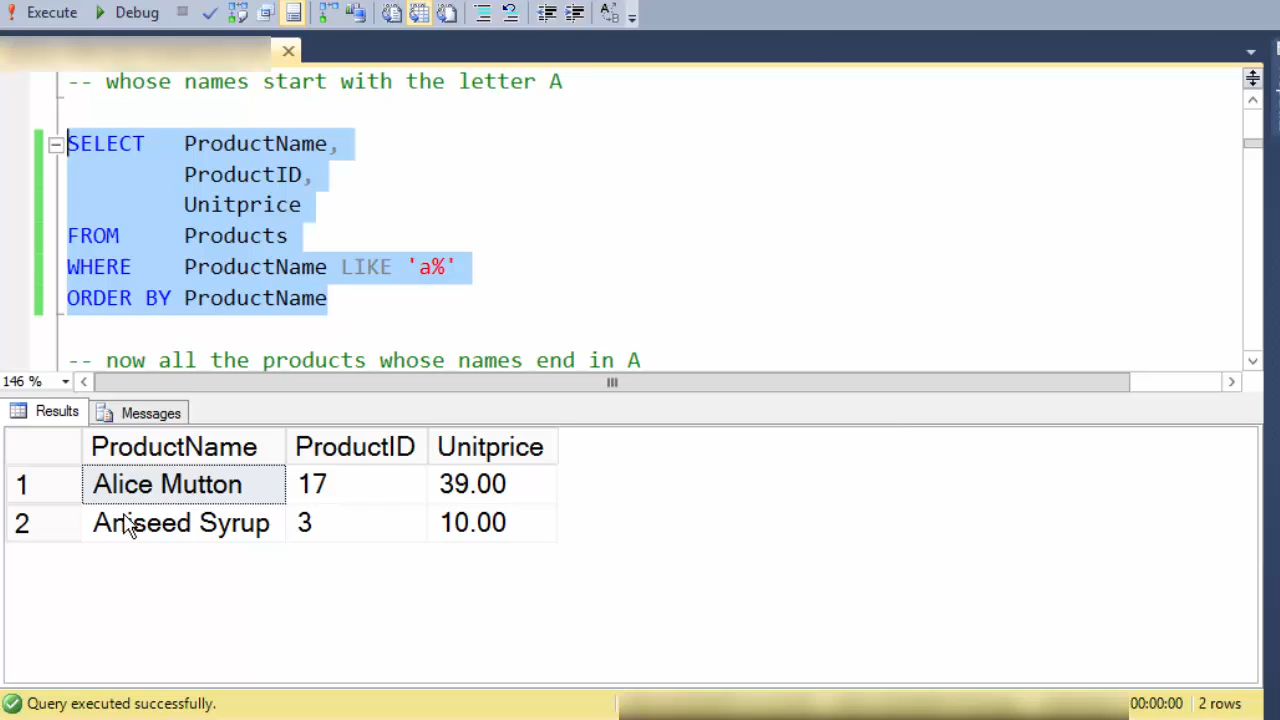 Execute Debug
-- whose names start with the letter A
SELECT ProductName,
ProductID,
Unitprice
FROM Products
WHERE ProductName LIKE 'a%'
ORDER BY ProductName
-- now all the products whose names end in A
146 %
Results Messages
ProductName ProductID Unitprice
1 Alice Mutton 17 39.00
2 Aniseed Syrup 3 10.00
Query executed successfully. 00:00:00 2 rows